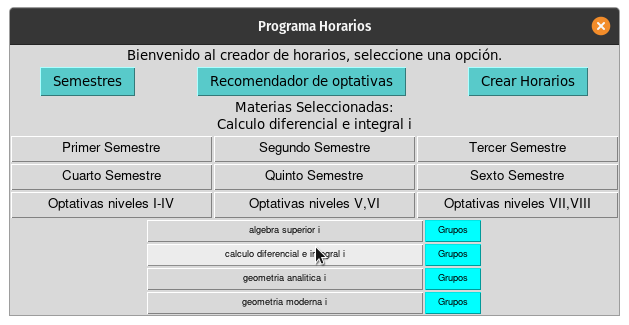 Programa Horarios
Bienvenido al creador de horarios, seleccione una opción.
Semestres Recomendador de optativas Crear Horarios
Materias Seleccionadas:
Calculo diferencial e integral i
Primer Semestre Segundo Semestre Tercer Semestre
Cuarto Semestre Quinto Semestre Sexto Semestre
Optativas niveles I-IV Optativas niveles V,VI Optativas niveles VII,VIII
algebra superior i Grupos
calculo diferencial e integral i Grupos
geometria analitica i Grupos
geometria moderna i Grupos